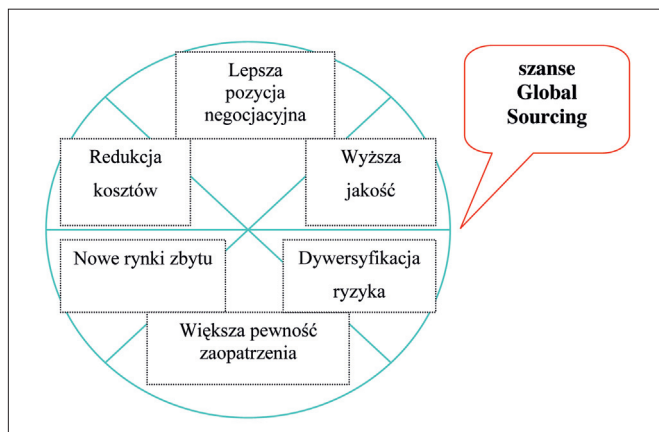 Lepsza
pozycja
negocjacyjna
szanse
Global
Sourcing
Redukcja
kosztów
Wyższa
jakość
Nowe rynki zbytu
Dywersyfikacja
ryzyka
Większa pewność
zaopatrzenia